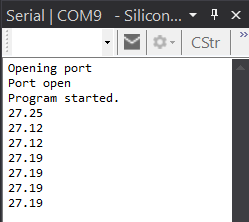 Serial | COM9 - Silicon...
CStr
Opening port
Port open
Program started.
27.25
27.12
27.12
27.19
27.19
27.19
27.19